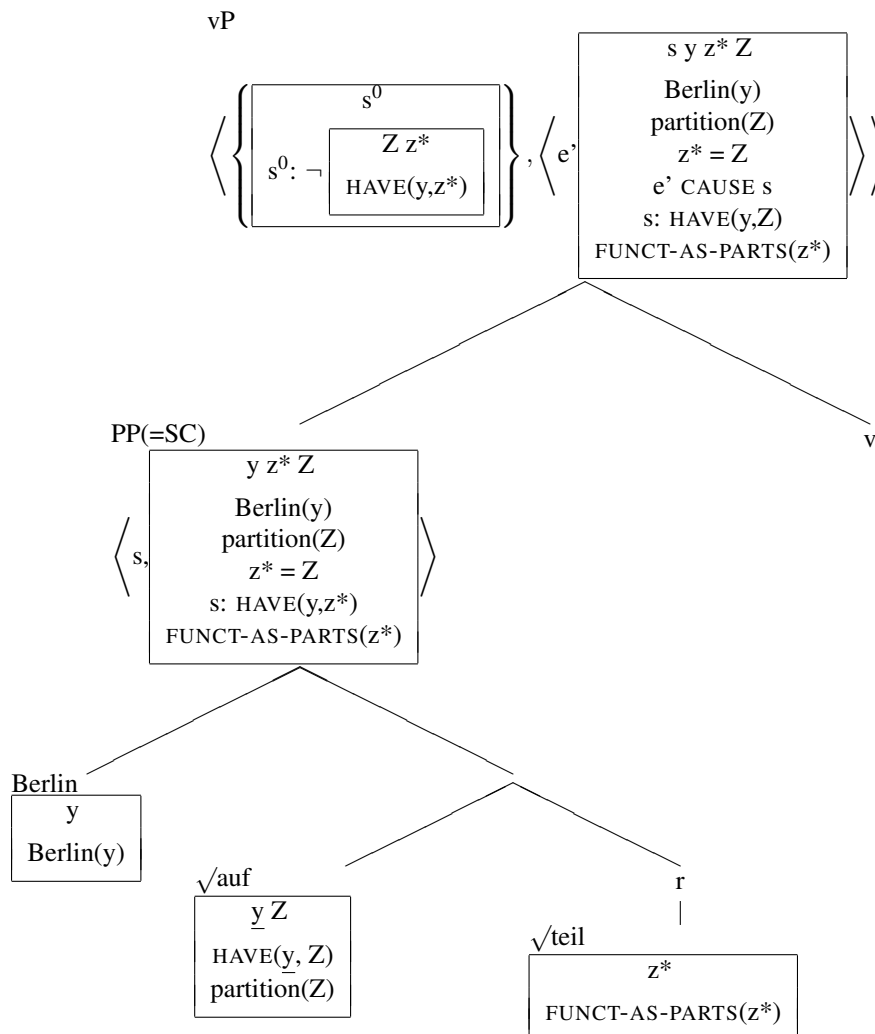 vP
s y z* Z
s⁰
Berlin(y)
partition(Z)
Z z*
⟨ { s⁰: ¬ } , ⟨ e' z* = Z ⟩ ⟩
HAVE(y,z*)
e' CAUSE s
s: HAVE(y,Z)
FUNCT-AS-PARTS(z*)
PP(=SC)
v
y z* Z
Berlin(y)
partition(Z)
⟨ s, z* = Z ⟩
s: HAVE(y,z*)
FUNCT-AS-PARTS(z*)
Berlin
y
Berlin(y)
√auf
r
y Z
HAVE(y, Z)
partition(Z)
√teil
z*
FUNCT-AS-PARTS(z*)